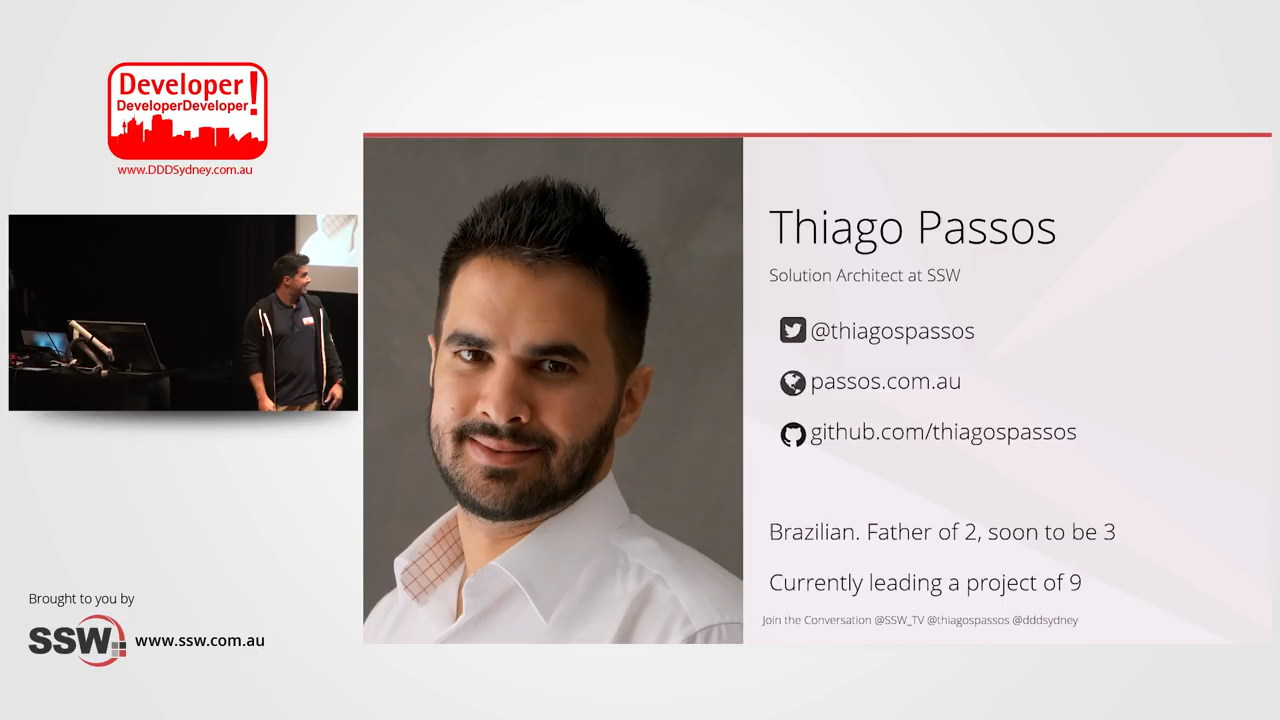 Developer!
DeveloperDeveloper
www.DDDSydney.com.au
Thiago Passos
Solution Architect at SSW
@thiagospassos
passos.com.au
github.com/thiagospassos
Brazilian. Father of 2, soon to be 3
Currently leading a project of 9
Join the Conversation @SSW_TV @thiagospassos @dddsydney
Brought to you by
SSW
www.ssw.com.au